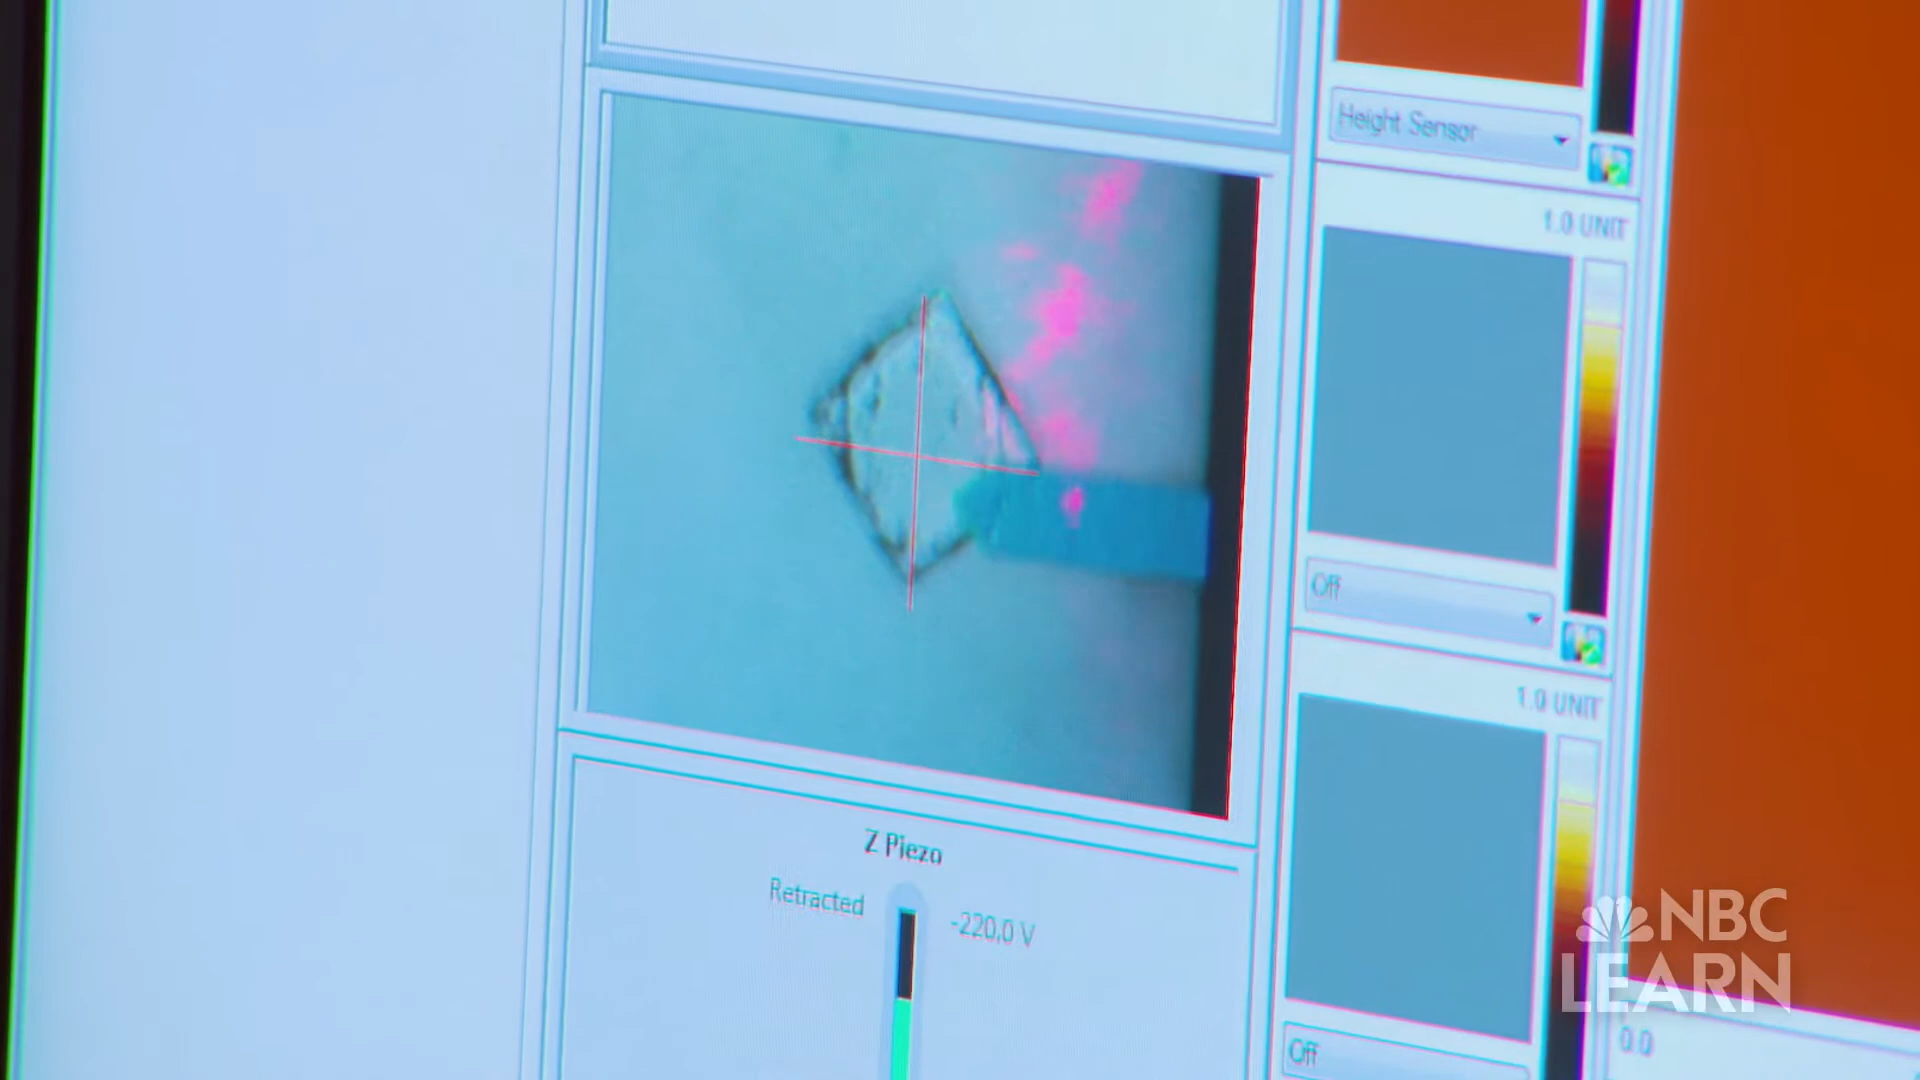 Height Sensor
1.0 UNIT
Off
1.0 UNIT
Z Piezo
Retracted
-220.0 V
NBC
LEARN
0.0
Off